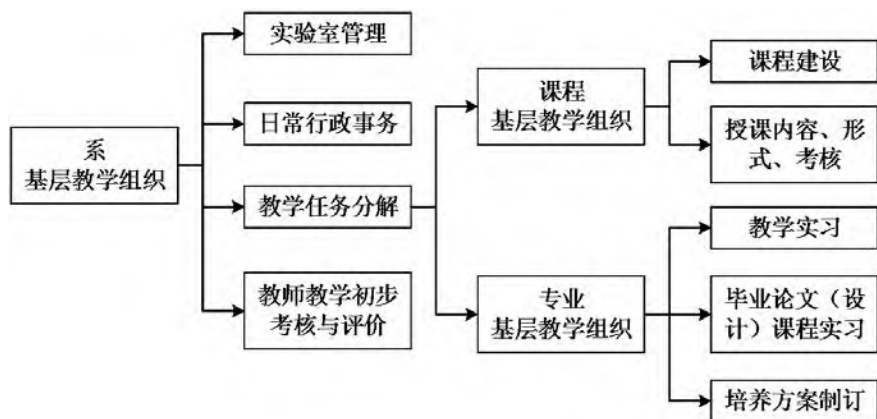 系
基层教学组织
实验室管理
日常行政事务
教学任务分解
教师教学初步
考核与评价
课程
基层教学组织
专业
基层教学组织
课程建设
授课内容、形
式、考核
教学实习
毕业论文（设
计）课程实习
培养方案制订